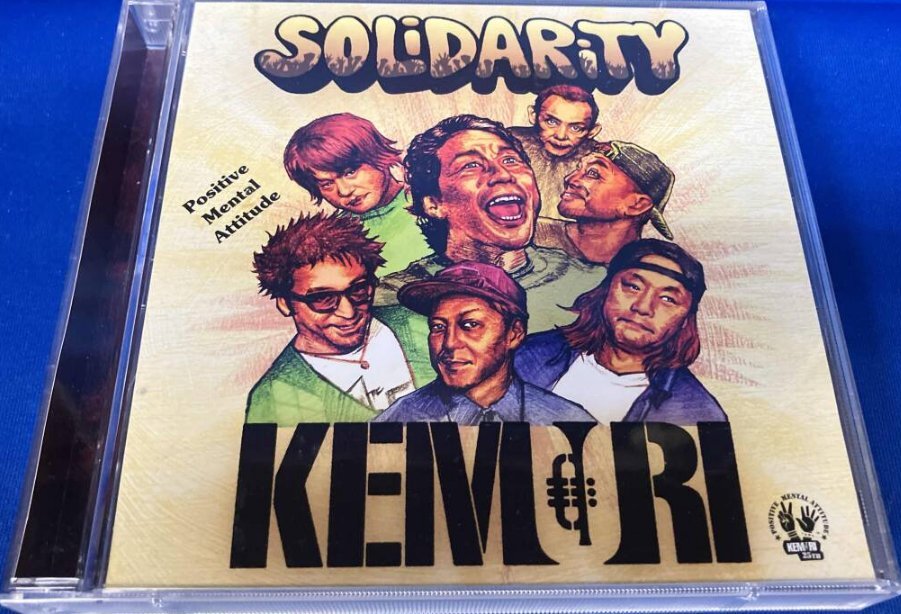 SOLiDARiTY
Positive
Mental
Attitude
KEMURI
POSITIVE MENTAL ATTITUDE
KEMURI
25TH